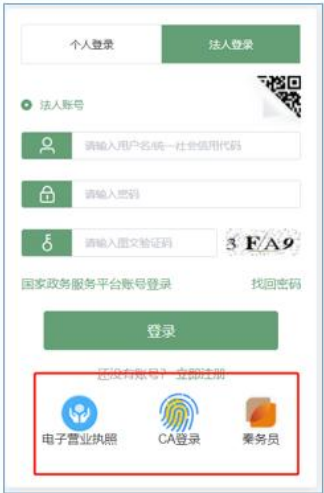 个人登录 法人登录
法人账号
请输入用户名/统一社会信用代码
请输入密码
请输入图文验证码 3 F/A9
国家政务服务平台账号登录 找回密码
登录
还没有账号？ 立即注册
电子营业执照 CA登录 秦务员